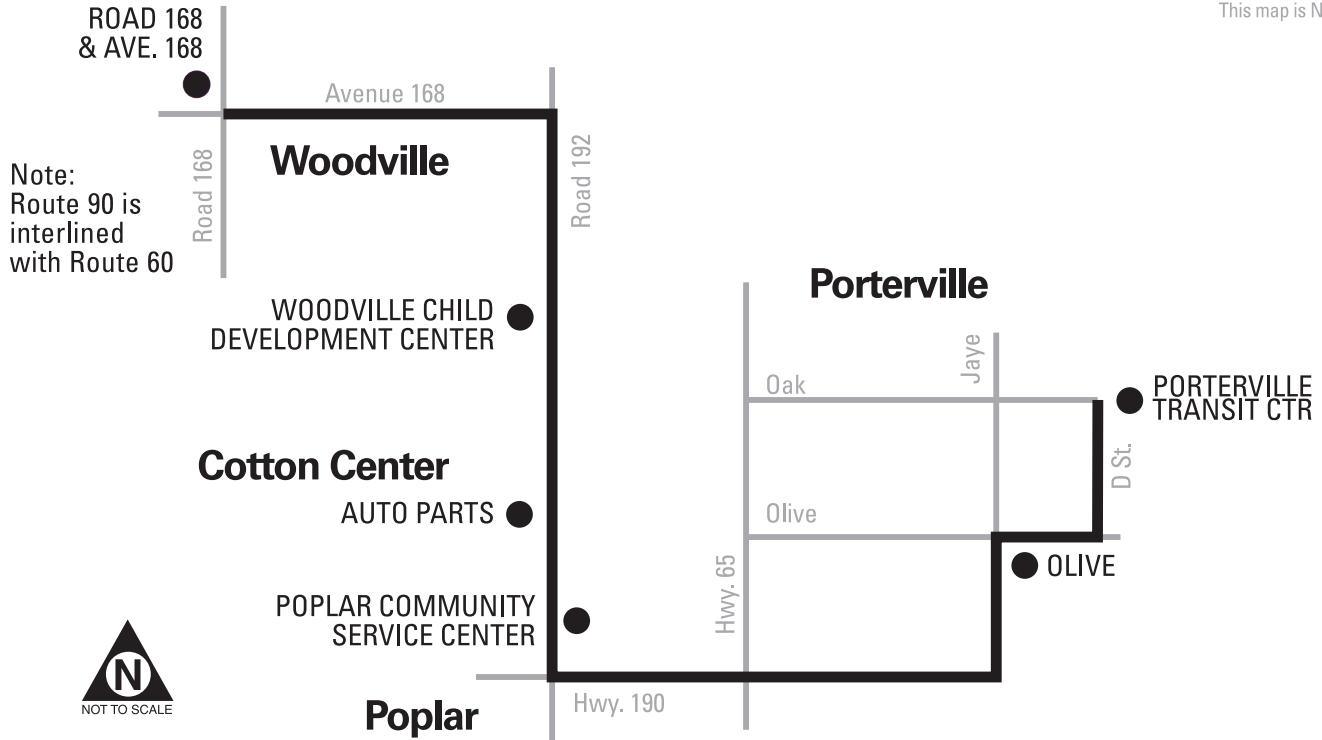 This map is N
ROAD 168
& AVE. 168
Avenue 168
Woodville
Road 168
Road 192
Note:
Route 90 is
interlined
with Route 60
Porterville
WOODVILLE CHILD
DEVELOPMENT CENTER
Jaye
Oak
PORTERVILLE
TRANSIT CTR
Cotton Center
D St.
AUTO PARTS
Olive
OLIVE
Hwy. 65
POPLAR COMMUNITY
SERVICE CENTER
N
NOT TO SCALE
Hwy. 190
Poplar